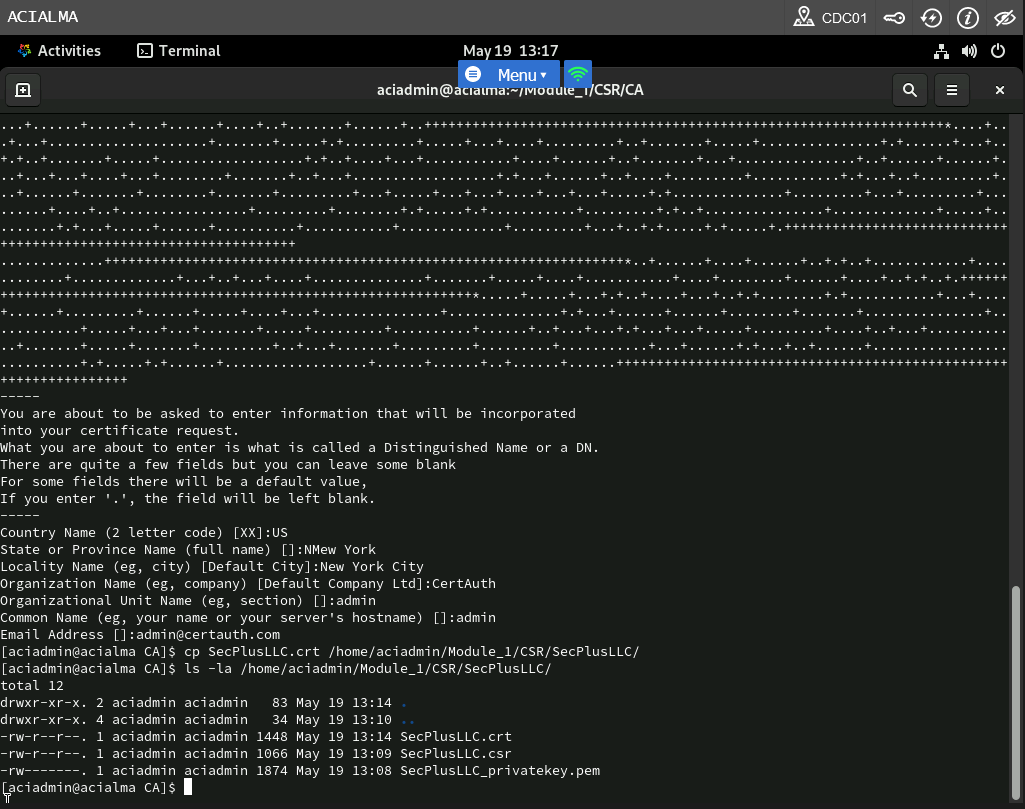 ACIALMA
CDC01
Activities
Terminal
May 19 13:17
Menu
aciadmin@acialma:~/Module_1/CSR/CA
-----
You are about to be asked to enter information that will be incorporated
into your certificate request.
What you are about to enter is what is called a Distinguished Name or a DN.
There are quite a few fields but you can leave some blank
For some fields there will be a default value,
If you enter '.', the field will be left blank.
-----
Country Name (2 letter code) [XX]:US
State or Province Name (full name) []:NMew York
Locality Name (eg, city) [Default City]:New York City
Organization Name (eg, company) [Default Company Ltd]:CertAuth
Organizational Unit Name (eg, section) []:admin
Common Name (eg, your name or your server's hostname) []:admin
Email Address []:admin@certauth.com
[aciadmin@acialma CA]$ cp SecPlusLLC.crt /home/aciadmin/Module_1/CSR/SecPlusLLC/
[aciadmin@acialma CA]$ ls -la /home/aciadmin/Module_1/CSR/SecPlusLLC/
total 12
drwxr-xr-x. 2 aciadmin aciadmin   83 May 19 13:14 .
drwxr-xr-x. 4 aciadmin aciadmin   34 May 19 13:10 ..
-rw-r--r--. 1 aciadmin aciadmin 1448 May 19 13:14 SecPlusLLC.crt
-rw-r--r--. 1 aciadmin aciadmin 1066 May 19 13:09 SecPlusLLC.csr
-rw-------. 1 aciadmin aciadmin 1874 May 19 13:08 SecPlusLLC_privatekey.pem
[aciadmin@acialma CA]$